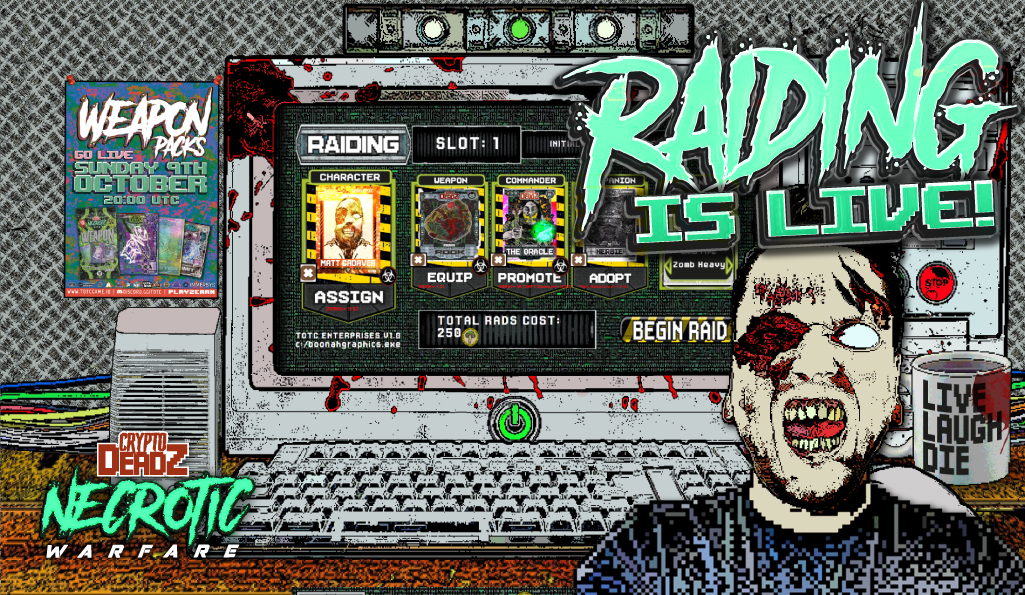 RAIDING
IS LIVE!
WEAPON
PACKS
GO LIVE
SUNDAY 9TH
OCTOBER
20:00 UTC
RAIDING
SLOT: 1
CHARACTER
WEAPON
COMMANDER
MATT CADAVER
THE ORACLE
ASSIGN
EQUIP
PROMOTE
ADOPT
Zomb Heavy
STOP
TOTAL RADS COST:
250
BEGIN RAID
TOTC ENTERPRISES V1.0
c:/boonahgraphics.exe
LIVE
LAUGH
DIE
CRYPTO
DEADZ
NECROTIC
WARFARE